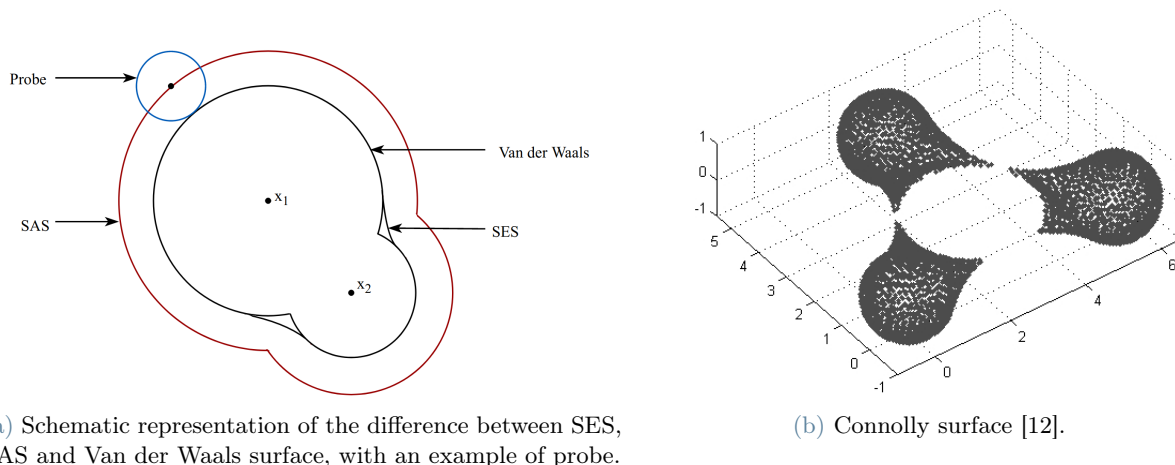 Probe
Van der Waals
x1
SAS
SES
x2
1
0
-1
5
4
3
2
1
0
-1
0
2
4
6
) Schematic representation of the difference between SES,
AS and Van der Waals surface, with an example of probe.
(b) Connolly surface [12].